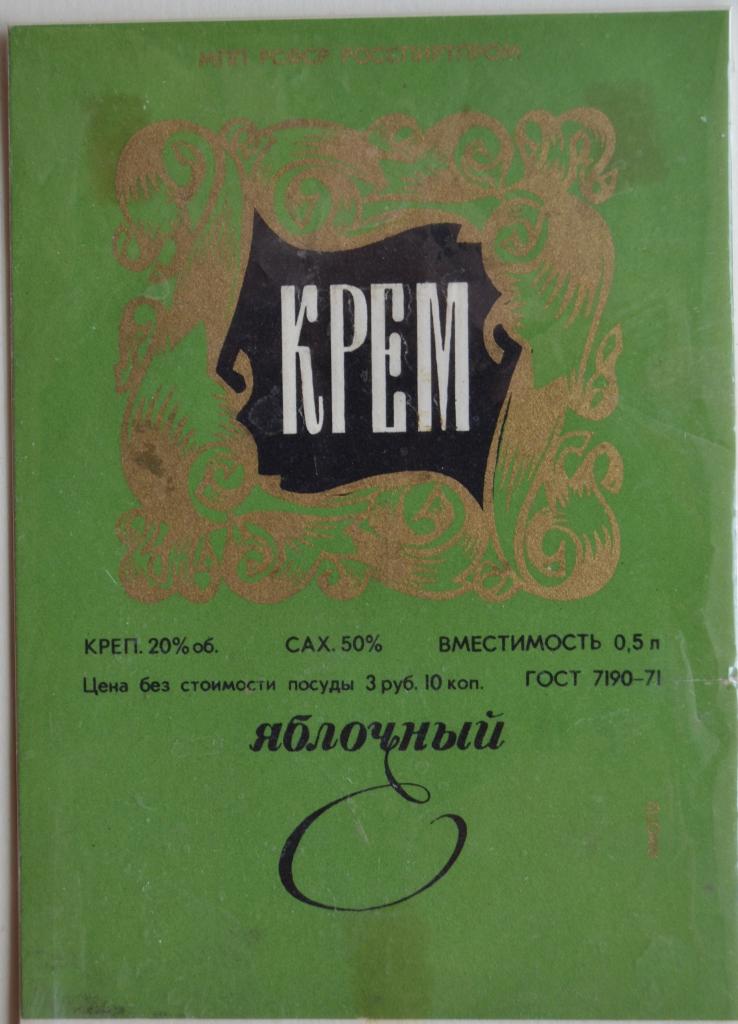 МПП РСФСР РОССПИРТПРОМ
КРЕМ
КРЕП. 20% об. САХ. 50% ВМЕСТИМОСТЬ 0,5 л
Цена без стоимости посуды 3 руб. 10 коп. ГОСТ 7190–71
яблочный